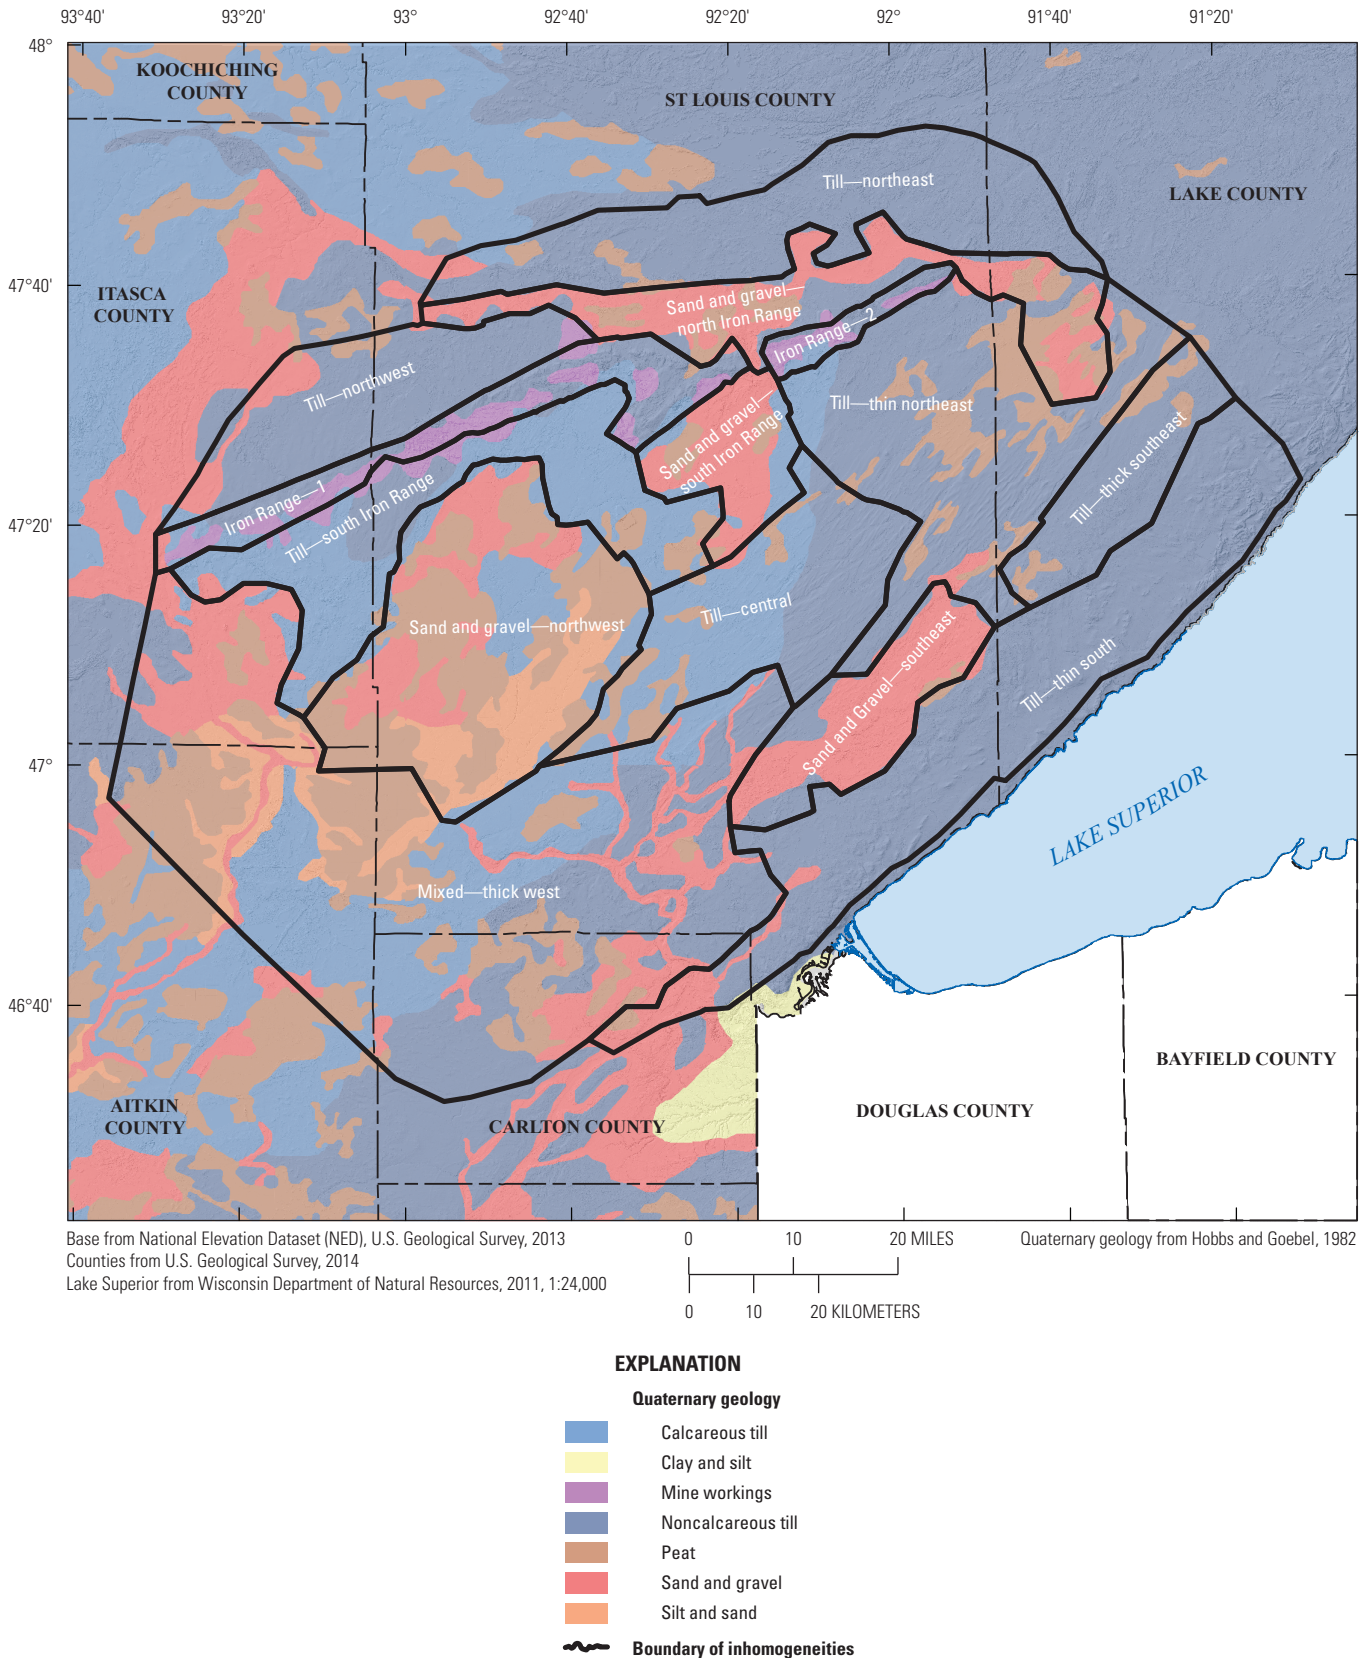 93°40'
93°20'
93°
92°40'
92°20'
92°
91°40'
91°20'
48°
47°40'
47°20'
47°
46°40'
KOOCHICHING
COUNTY
ST LOUIS COUNTY
LAKE COUNTY
ITASCA
COUNTY
Till—northeast
Sand and gravel—
north Iron Range
Iron Range—2
Till—northwest
Till—thin northeast
Sand and gravel—
south Iron Range
Till—thick southeast
Iron Range—1
Till—south Iron Range
Till—central
Sand and gravel—northwest
Sand and Gravel—southeast
Till—thin south
LAKE SUPERIOR
Mixed—thick west
AITKIN
COUNTY
CARLTON COUNTY
DOUGLAS COUNTY
BAYFIELD COUNTY
Base from National Elevation Dataset (NED), U.S. Geological Survey, 2013
Counties from U.S. Geological Survey, 2014
Lake Superior from Wisconsin Department of Natural Resources, 2011, 1:24,000
0 10 20 MILES
0 10 20 KILOMETERS
Quaternary geology from Hobbs and Goebel, 1982
EXPLANATION
Quaternary geology
Calcareous till
Clay and silt
Mine workings
Noncalcareous till
Peat
Sand and gravel
Silt and sand
Boundary of inhomogeneities